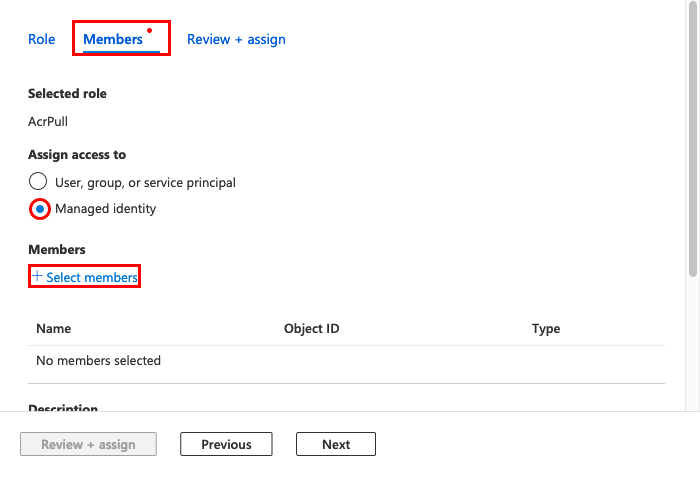 Role Members Review + assign
Selected role
AcrPull
Assign access to
User, group, or service principal
Managed identity
Members
+ Select members
Name Object ID Type
No members selected
Description
Review + assign Previous Next